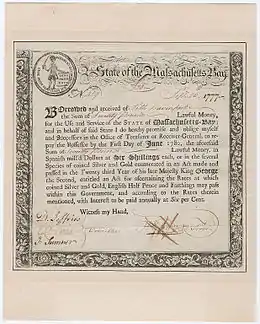 State of the Massachusetts Bay
1777
Borrowed and received of
the Sum of Lawful Money,
for the Use and Service of the STATE of Massachusetts-Bay;
and in behalf of said State I do hereby promise and oblige myself
and Successors in the Office of Treasurer or Receiver-General, to re-
pay the Possessor by the First Day of June 1782, the aforesaid
Sum of Lawful Money, in
Spanish mill'd Dollars at Six Shillings each, or in the several
Species of coined Silver and Gold enumerated in an Act made and
passed in the Twenty third Year of his late Majesty King George
the Second, entitled an Act for ascertaining the Rates at which
coined Silver and Gold, English Half Pence and Farthings may pass
within this Government, and according to the Rates therein
mentioned, with Interest to be paid annually at Six per Cent.
Witness my Hand,
D. Jeffries
Committee